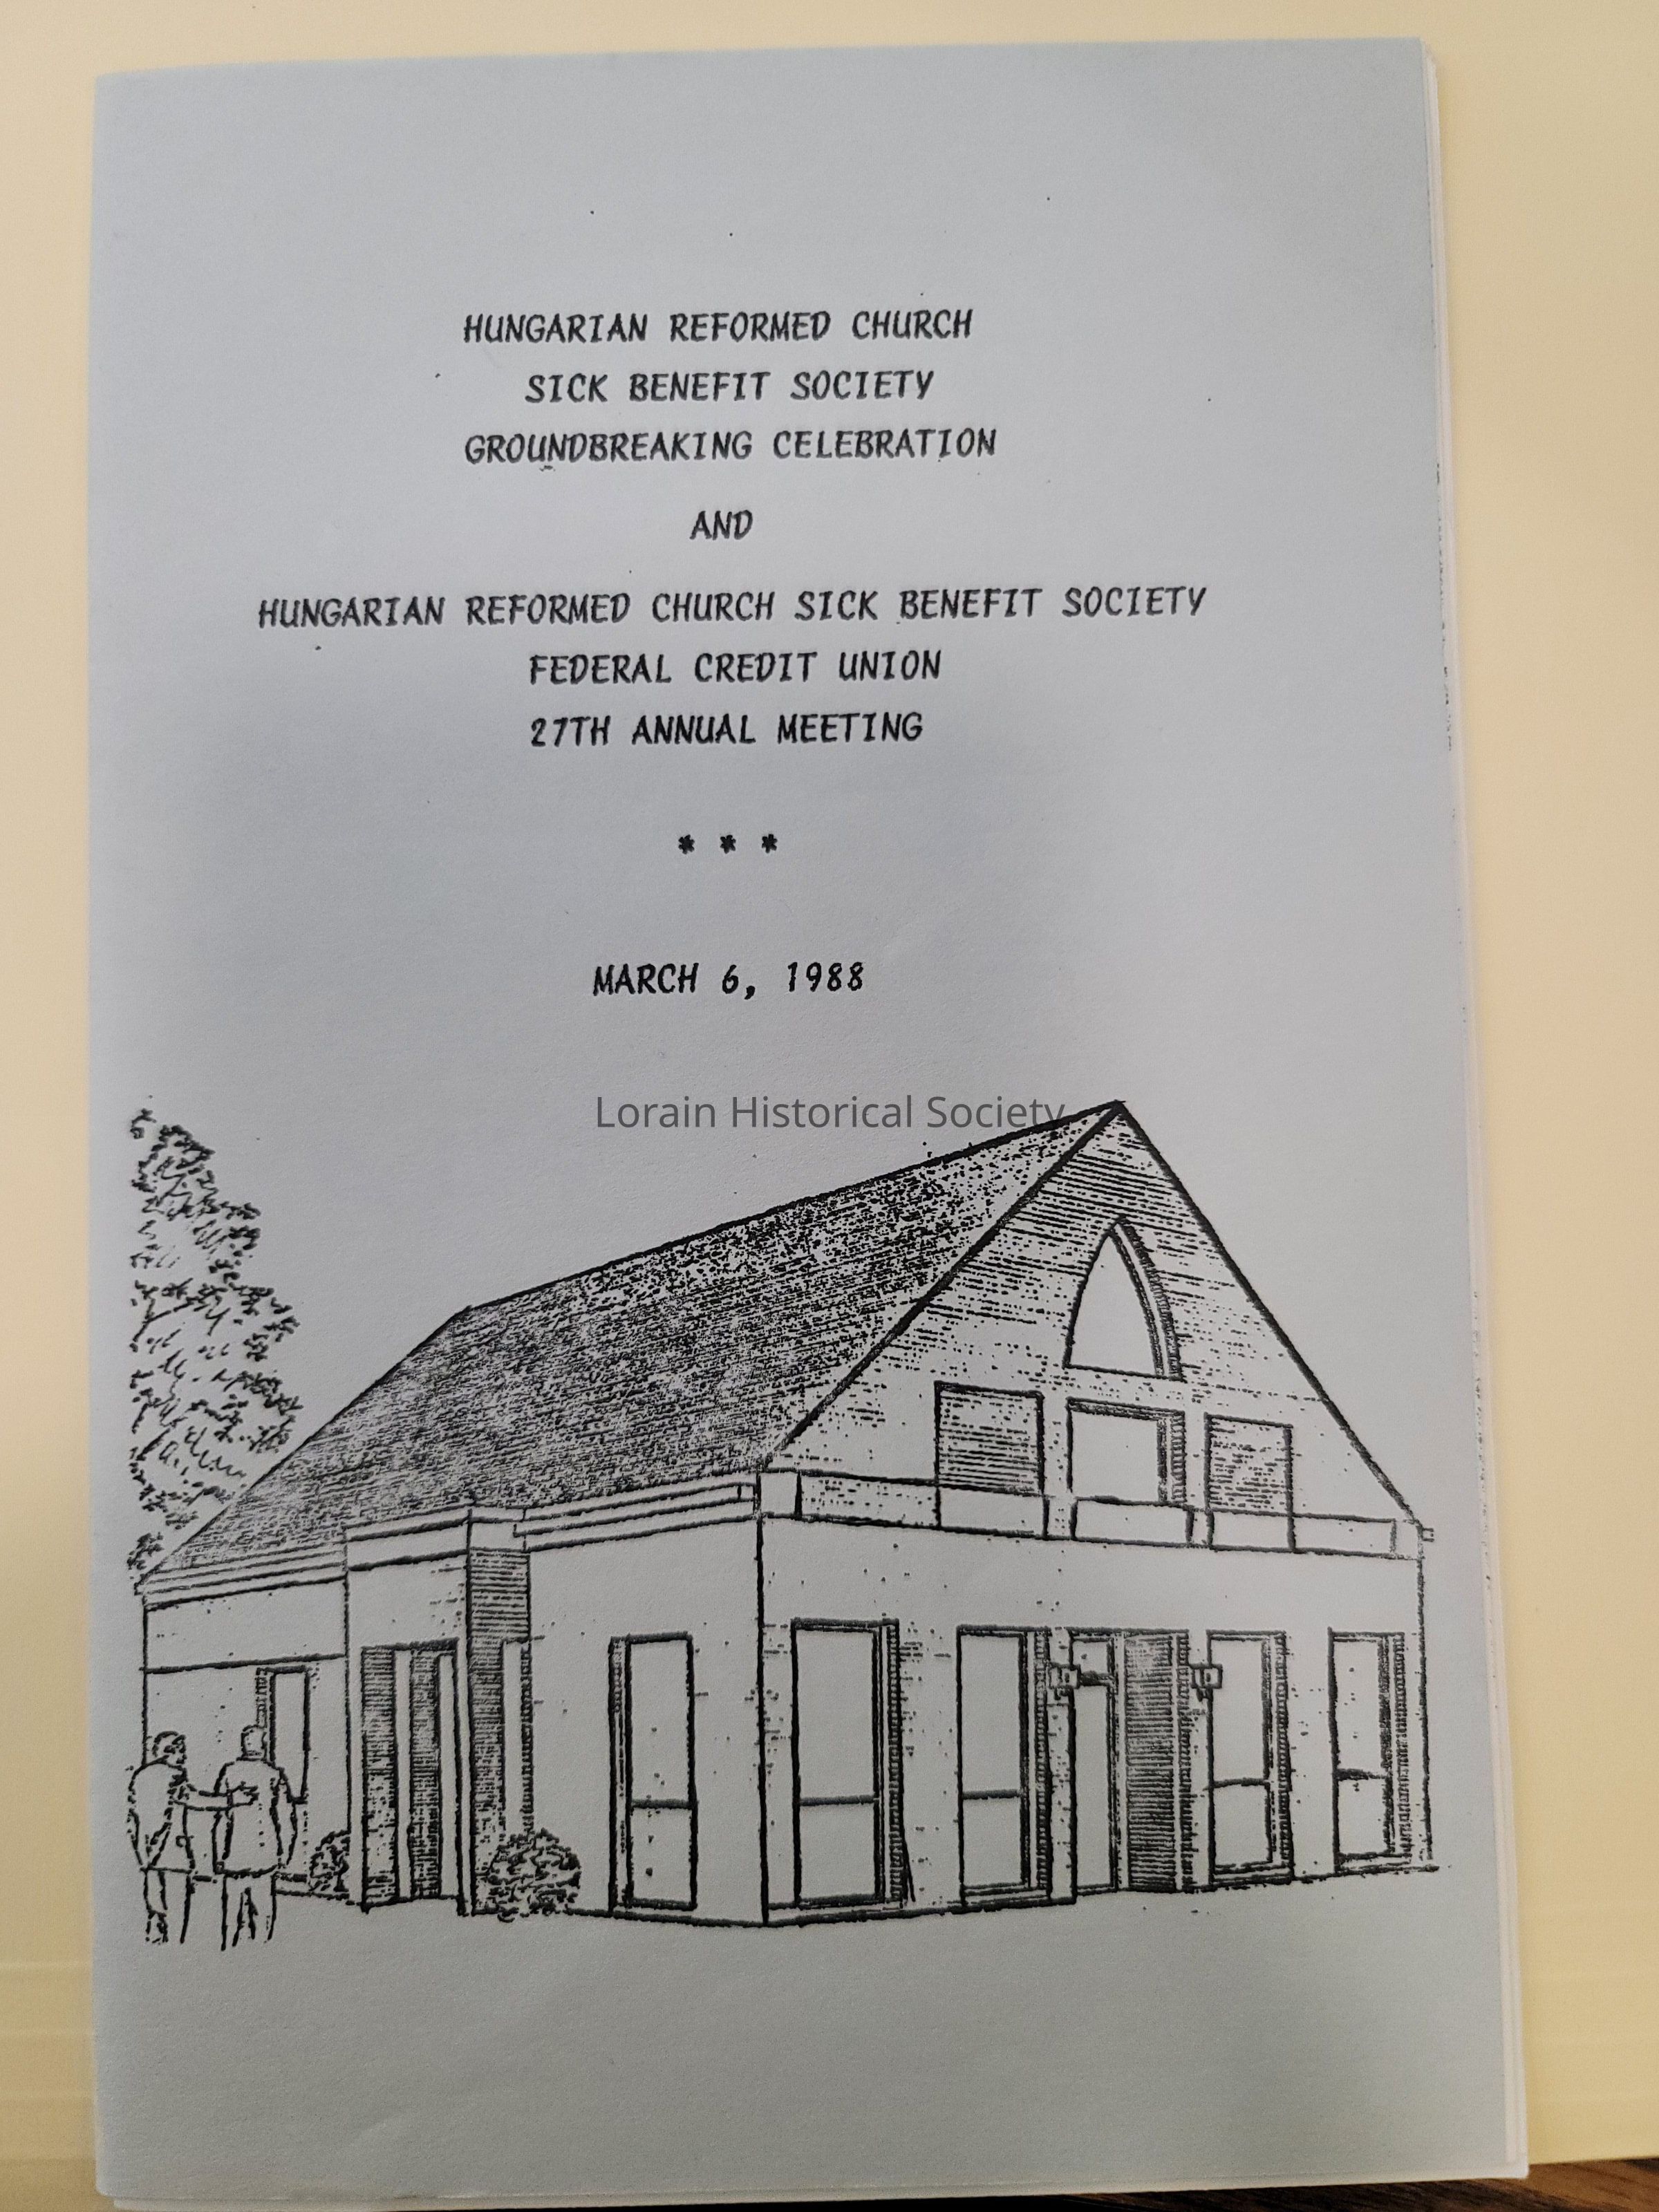 HUNGARIAN REFORMED CHURCH
SICK BENEFIT SOCIETY
GROUNDBREAKING CELEBRATION
AND
HUNGARIAN REFORMED CHURCH SICK BENEFIT SOCIETY
FEDERAL CREDIT UNION
27TH ANNUAL MEETING
* * *
MARCH 6, 1988
Lorain Historical Society